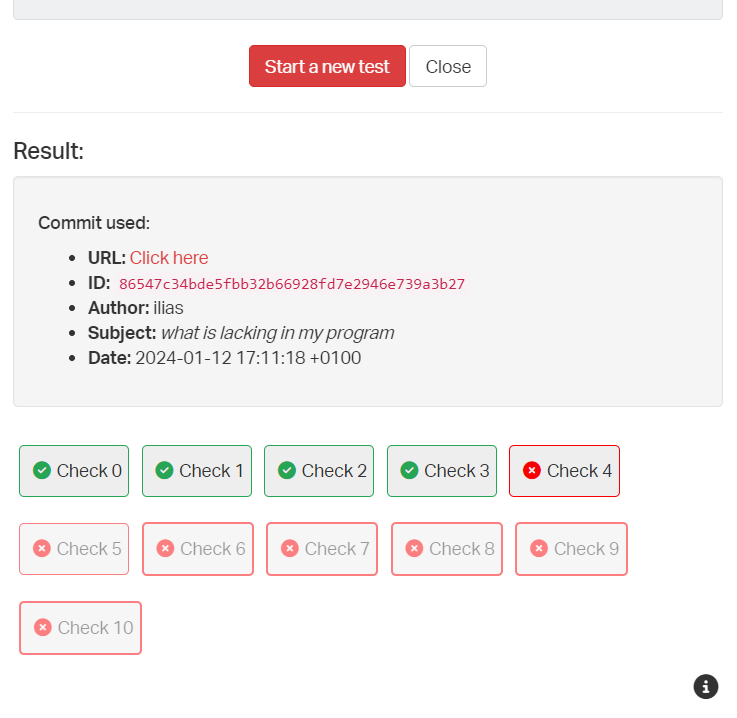 Start a new test Close
Result:
Commit used:
URL: Click here
ID: 86547c34bde5fbb32b66928fd7e2946e739a3b27
Author: ilias
Subject: what is lacking in my program
Date: 2024-01-12 17:11:18 +0100
Check 0 Check 1 Check 2 Check 3 Check 4
Check 5 Check 6 Check 7 Check 8 Check 9
Check 10